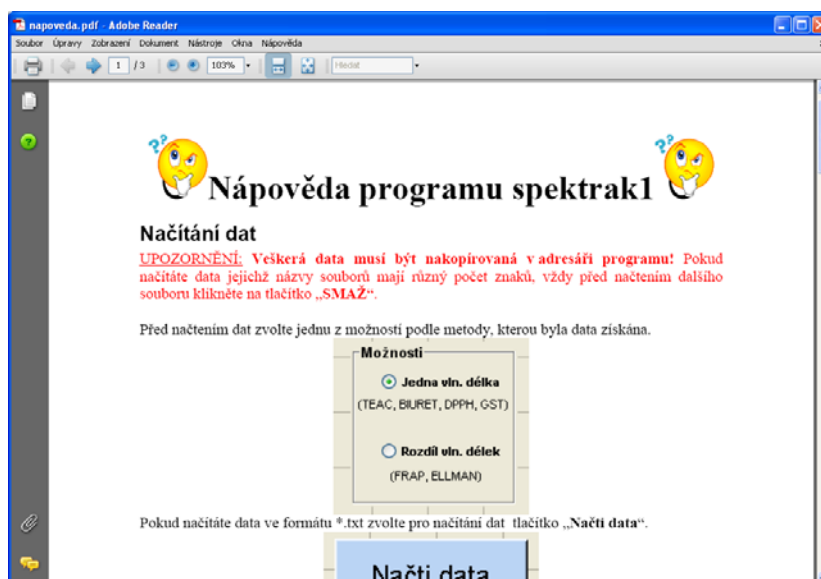 napoveda.pdf - Adobe Reader
Soubor Úpravy Zobrazení Dokument Nástroje Okna Nápověda
1 / 3 103% Hledat
Nápověda programu spektrak1
Načítání dat
UPOZORNĚNÍ: Veškerá data musí být nakopírovaná v adresáři programu! Pokud
načítáte data jejichž názvy souborů mají různý počet znaků, vždy před načtením dalšího
souboru klikněte na tlačítko „SMAŽ“.
Před načtením dat zvolte jednu z možností podle metody, kterou byla data získána.
Možnosti
Jedna vln. délka
(TEAC, BIURET, DPPH, GST)
Rozdíl vln. délek
(FRAP, ELLMAN)
Pokud načítáte data ve formátu *.txt zvolte pro načítání dat tlačítko „Načti data“.
Načti data